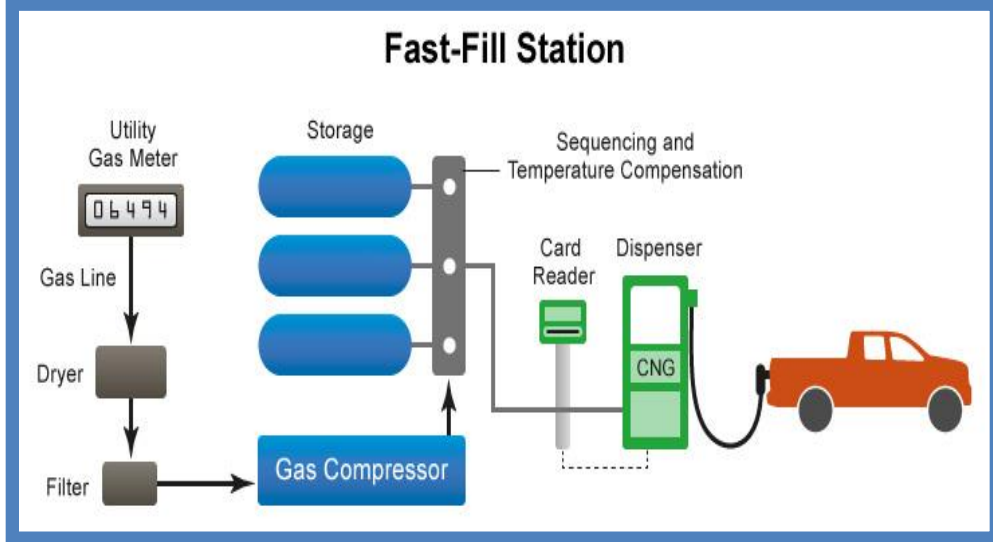 Fast-Fill Station
Utility
Gas Meter
06494
Gas Line
Dryer
Filter
Storage
Gas Compressor
Sequencing and
Temperature Compensation
Card
Reader
Dispenser
CNG